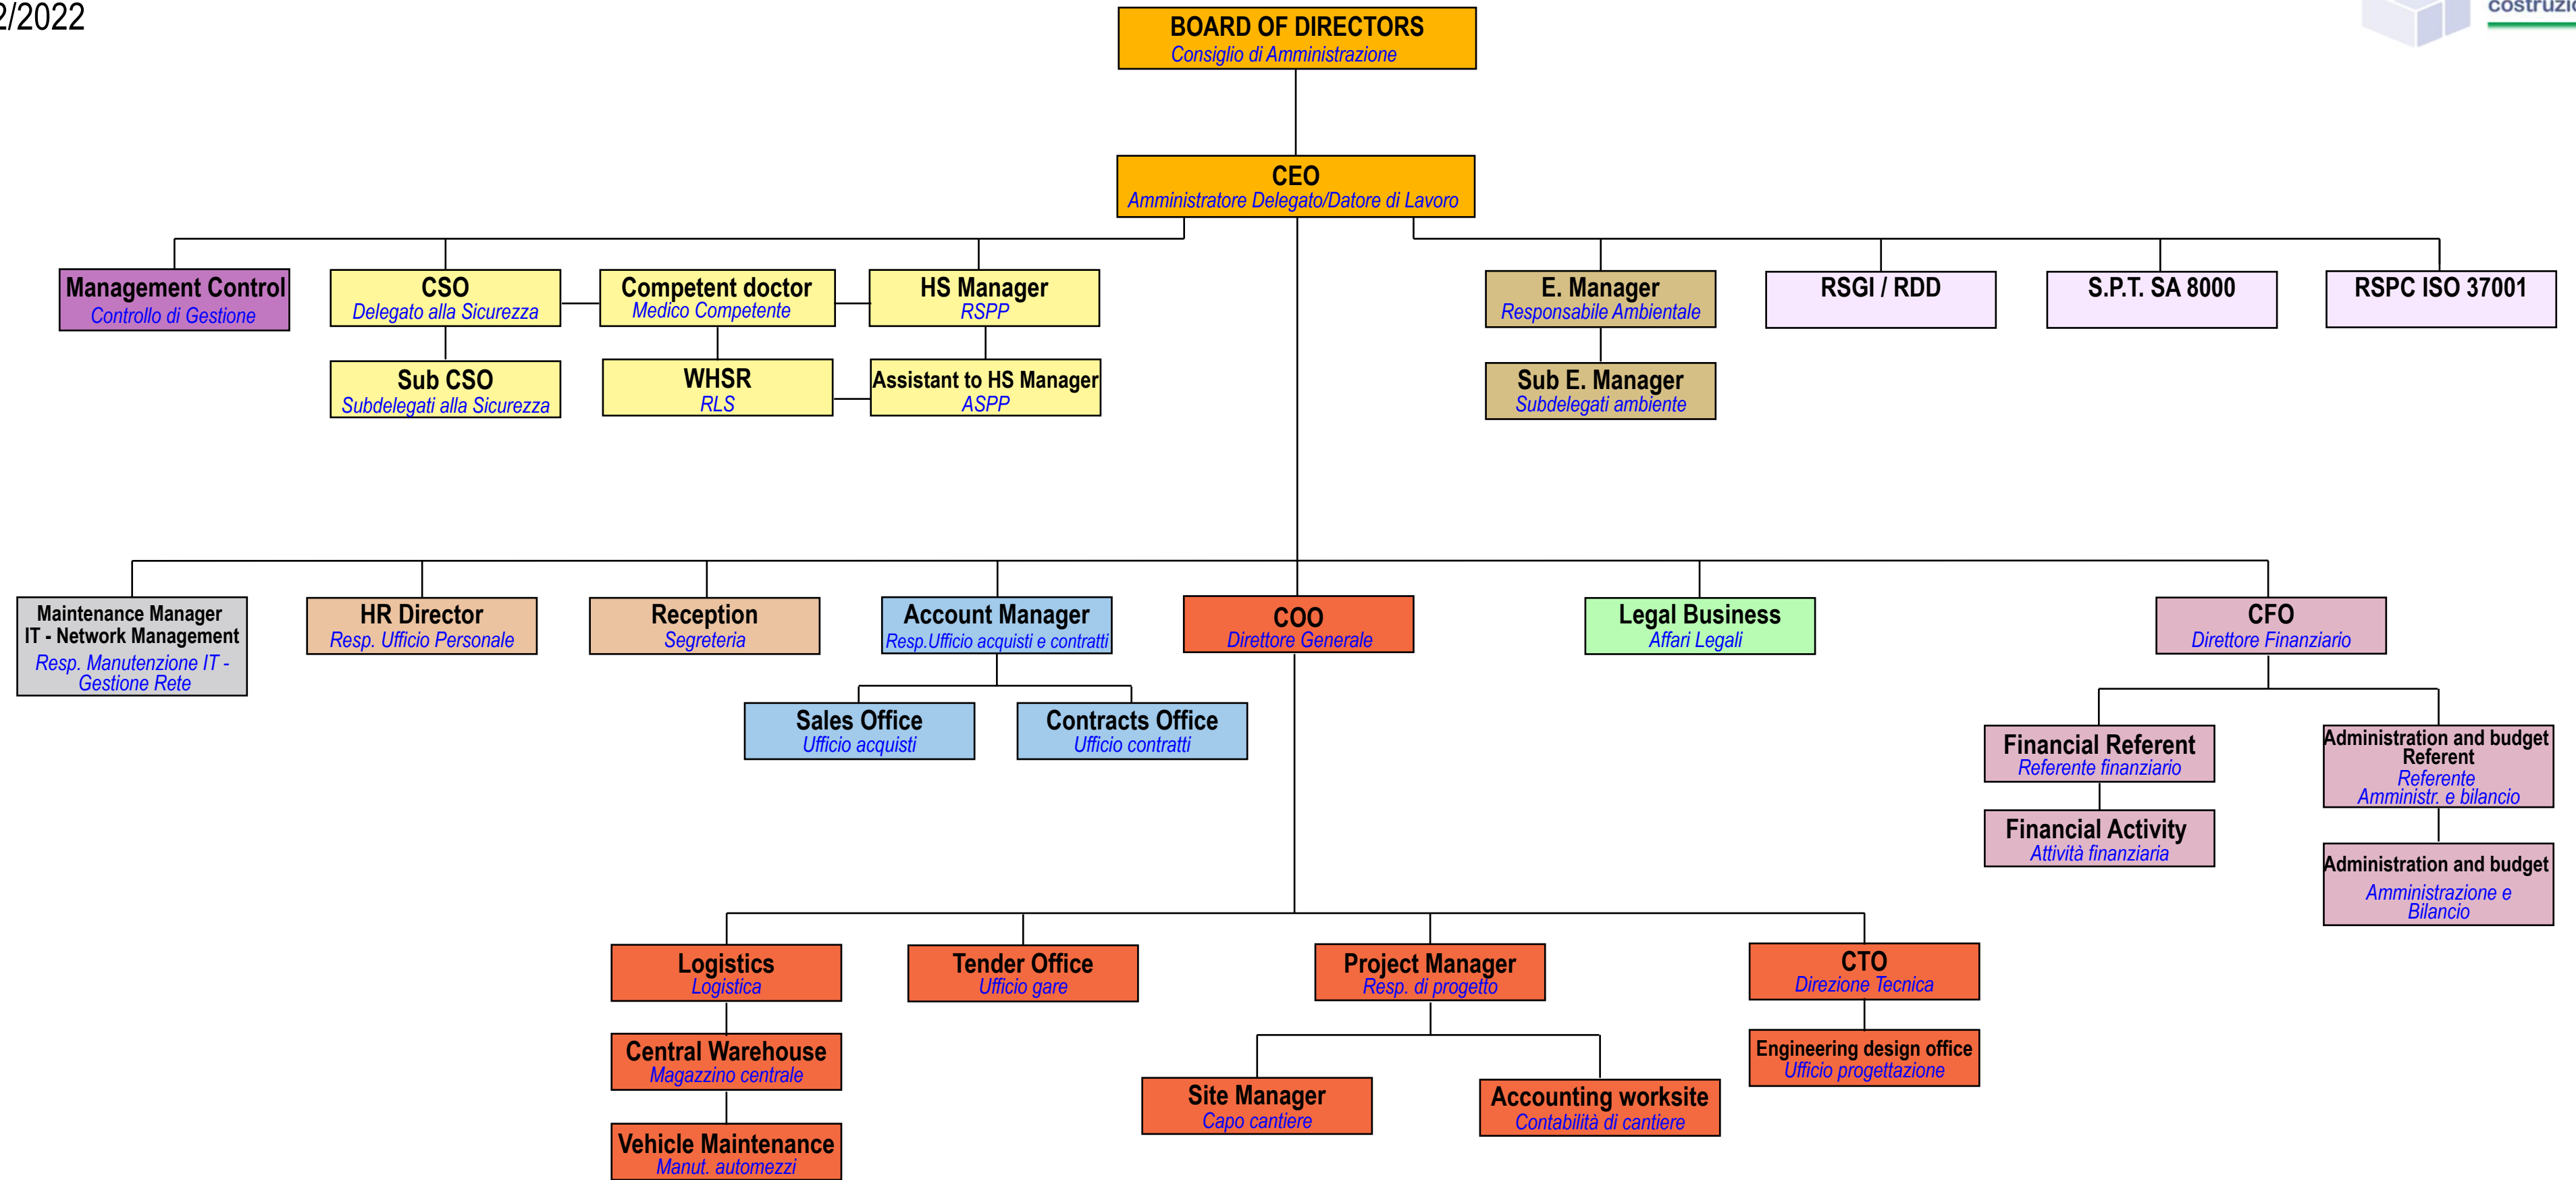 2/2022
costruzio
BOARD OF DIRECTORS
Consiglio di Amministrazione
CEO
Amministratore Delegato/Datore di Lavoro
Management Control
Controllo di Gestione
CSO
Delegato alla Sicurezza
Competent doctor
Medico Competente
HS Manager
RSPP
E. Manager
Responsabile Ambientale
RSGI / RDD
S.P.T. SA 8000
RSPC ISO 37001
Sub CSO
Subdelegati alla Sicurezza
WHSR
RLS
Assistant to HS Manager
ASPP
Sub E. Manager
Subdelegati ambiente
Maintenance Manager
IT - Network Management
Resp. Manutenzione IT -
Gestione Rete
HR Director
Resp. Ufficio Personale
Reception
Segreteria
Account Manager
Resp.Ufficio acquisti e contratti
COO
Direttore Generale
Legal Business
Affari Legali
CFO
Direttore Finanziario
Sales Office
Ufficio acquisti
Contracts Office
Ufficio contratti
Financial Referent
Referente finanziario
Administration and budget
Referent
Referente
Amministr. e bilancio
Financial Activity
Attività finanziaria
Administration and budget
Amministrazione e
Bilancio
Logistics
Logistica
Tender Office
Ufficio gare
Project Manager
Resp. di progetto
CTO
Direzione Tecnica
Central Warehouse
Magazzino centrale
Engineering design office
Ufficio progettazione
Site Manager
Capo cantiere
Accounting worksite
Contabilità di cantiere
Vehicle Maintenance
Manut. automezzi